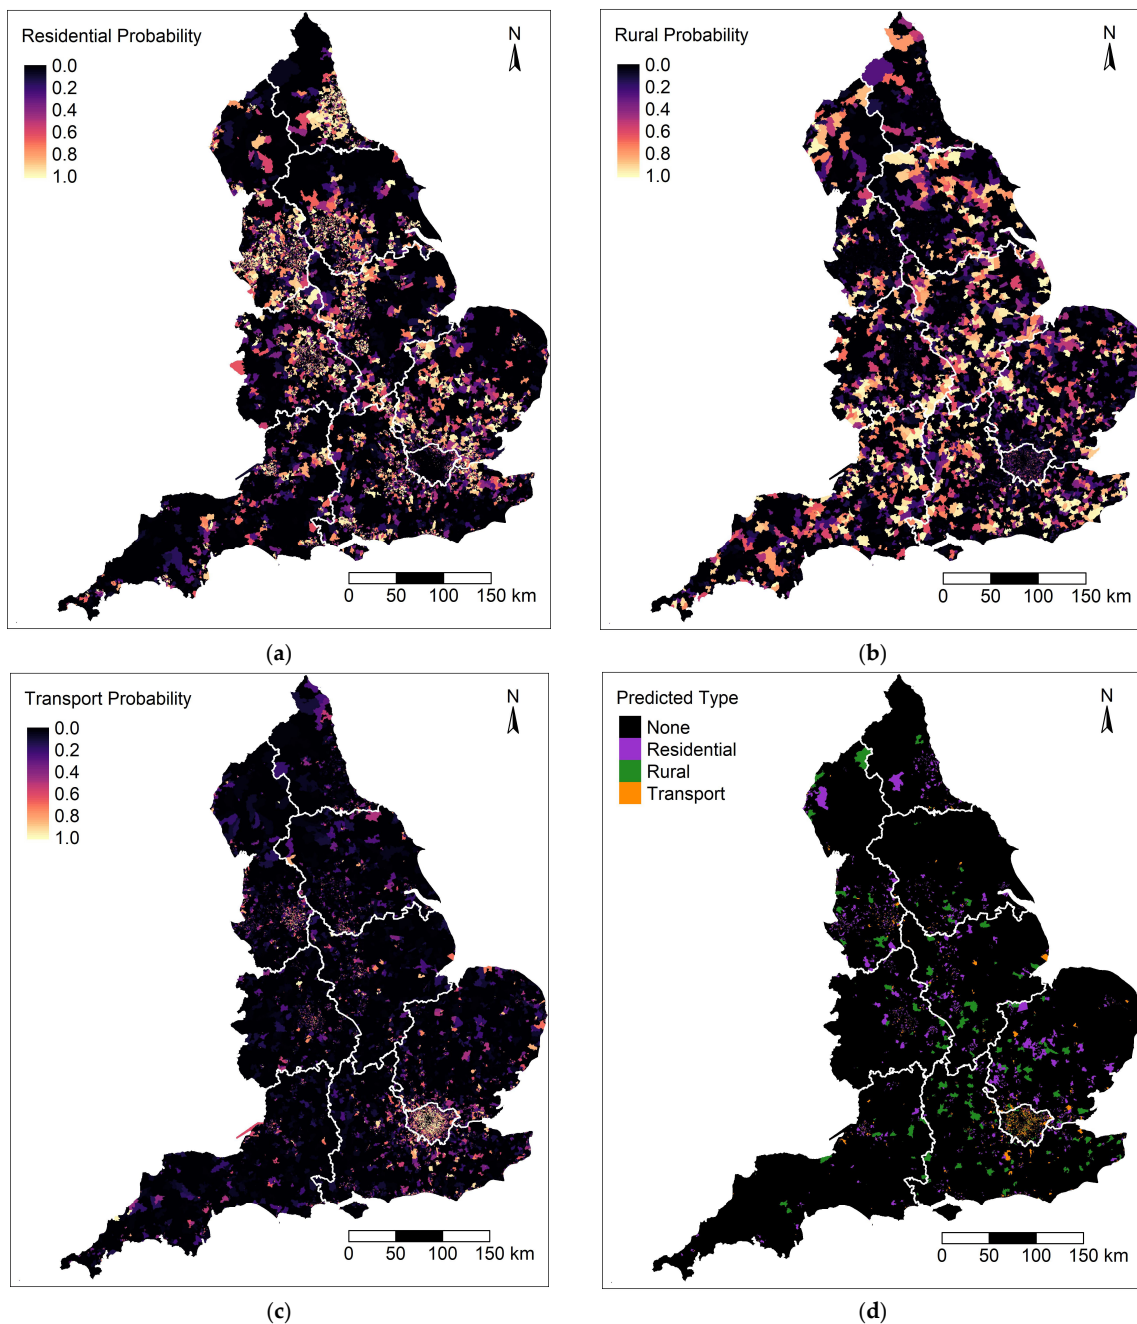 Residential Probability
N
0.0
0.2
0.4
0.6
0.8
1.0
0 50 100 150 km
(a)
Rural Probability
N
0.0
0.2
0.4
0.6
0.8
1.0
0 50 100 150 km
(b)
Transport Probability
N
0.0
0.2
0.4
0.6
0.8
1.0
0 50 100 150 km
(c)
Predicted Type
N
None
Residential
Rural
Transport
0 50 100 150 km
(d)